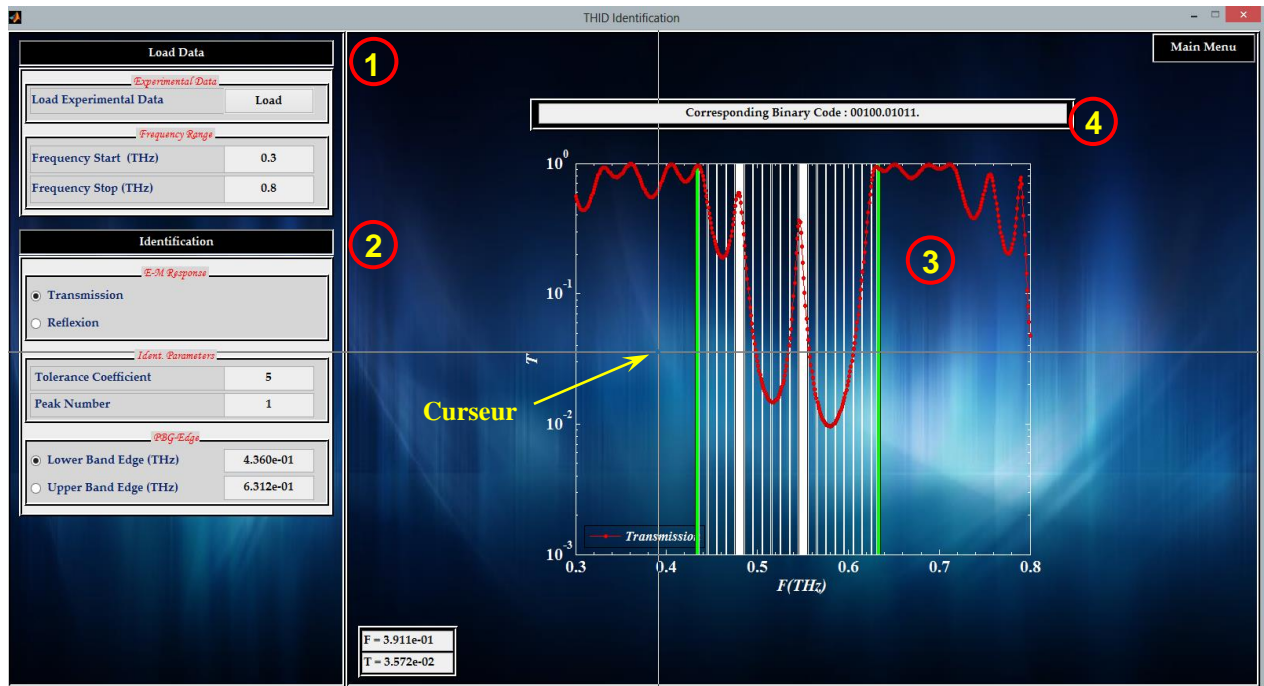 THID Identification
Load Data
1
Main Menu
Experimental Data
Load Experimental Data Load
Corresponding Binary Code : 00100.01011.
4
Frequency Range
Frequency Start (THz) 0.3
Frequency Stop (THz) 0.8
Identification
2
E-M Response
Transmission
Reflexion
Ident. Parameters
Tolerance Coefficient 5
Peak Number 1
PBG-Edge
Lower Band Edge (THz) 4.360e-01
Upper Band Edge (THz) 6.312e-01
3
10^0
10^-1
T
Curseur
10^-2
Transmission
10^-3
0.3 0.4 0.5 0.6 0.7 0.8
F(THz)
F = 3.911e-01
T = 3.572e-02